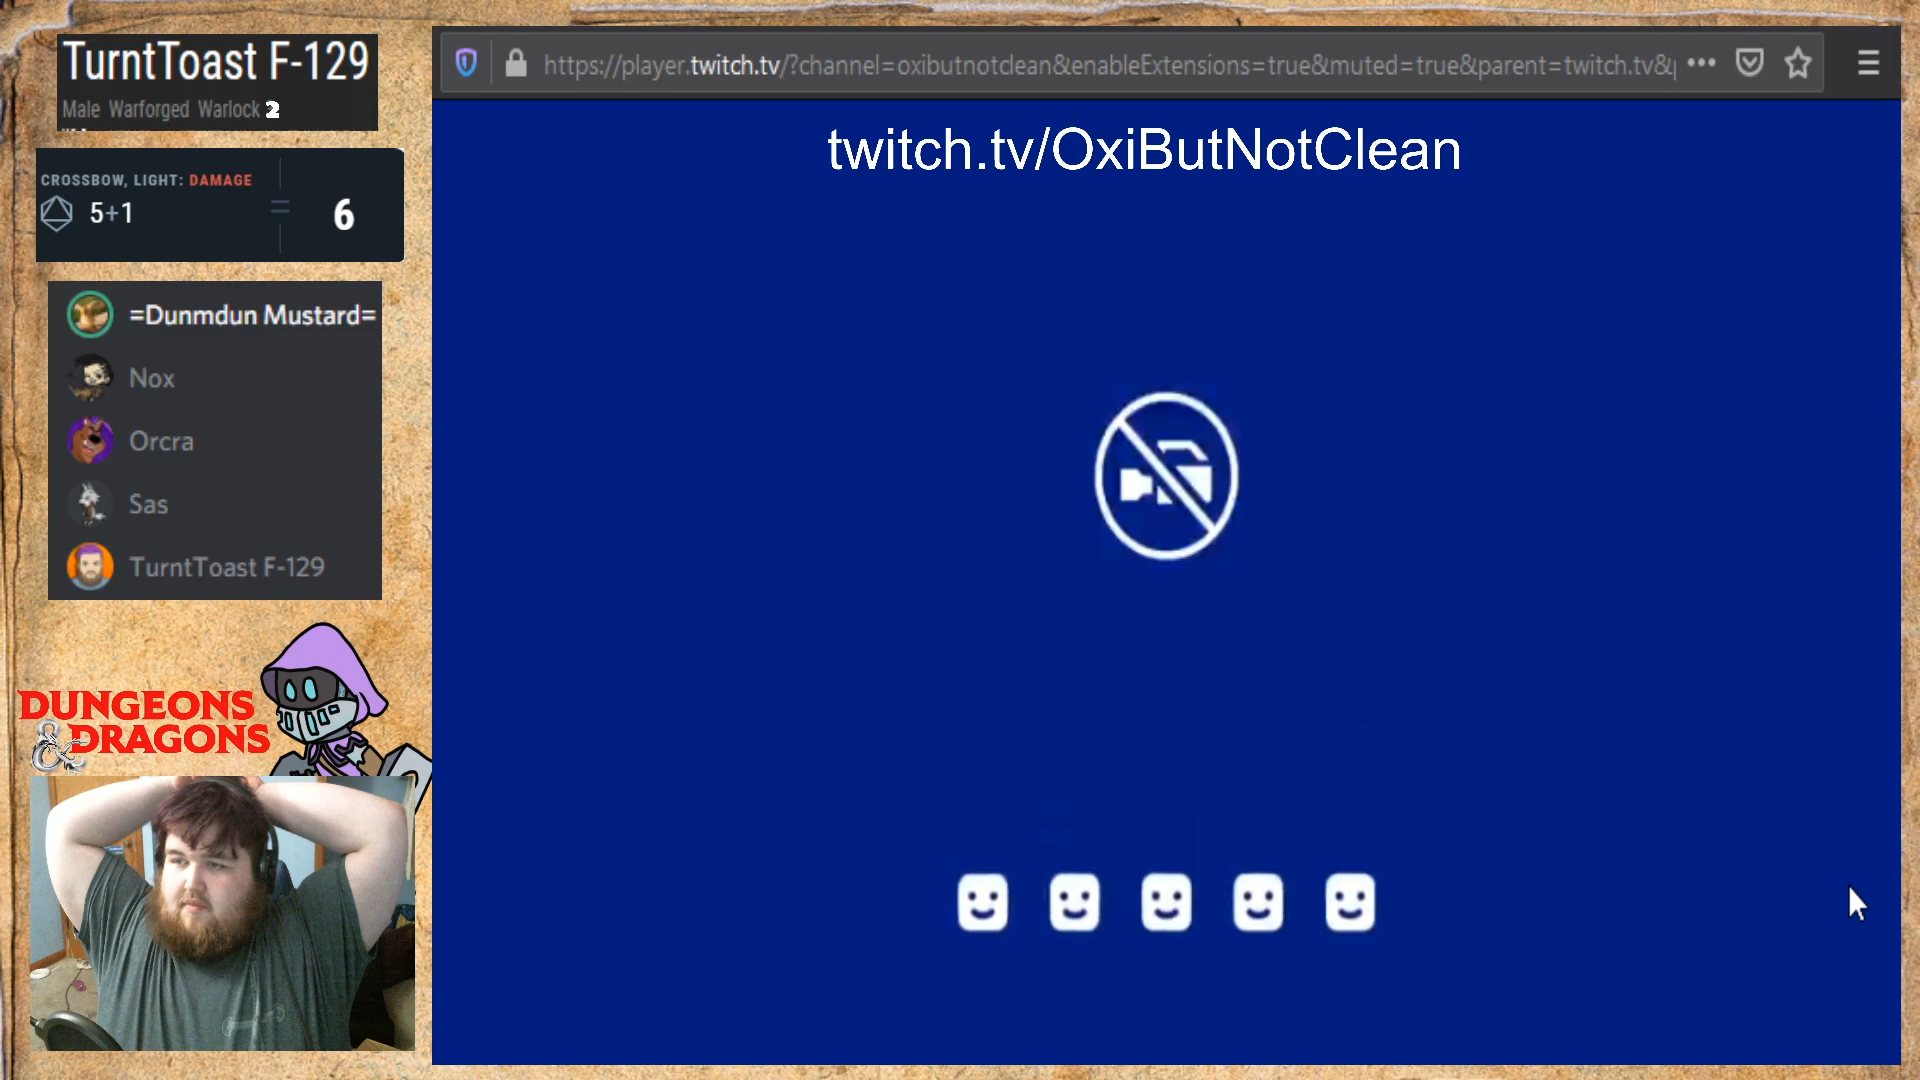 TurntToast F-129
Male Warforged Warlock 2
CROSSBOW, LIGHT: DAMAGE
5+1
=
6
=Dunmdun Mustard=
Nox
Orcra
Sas
TurntToast F-129
DUNGEONS
& DRAGONS
https://player.twitch.tv/?channel=oxibutnotclean&enableExtensions=true&muted=true&parent=twitch.tv&
twitch.tv/OxiButNotClean